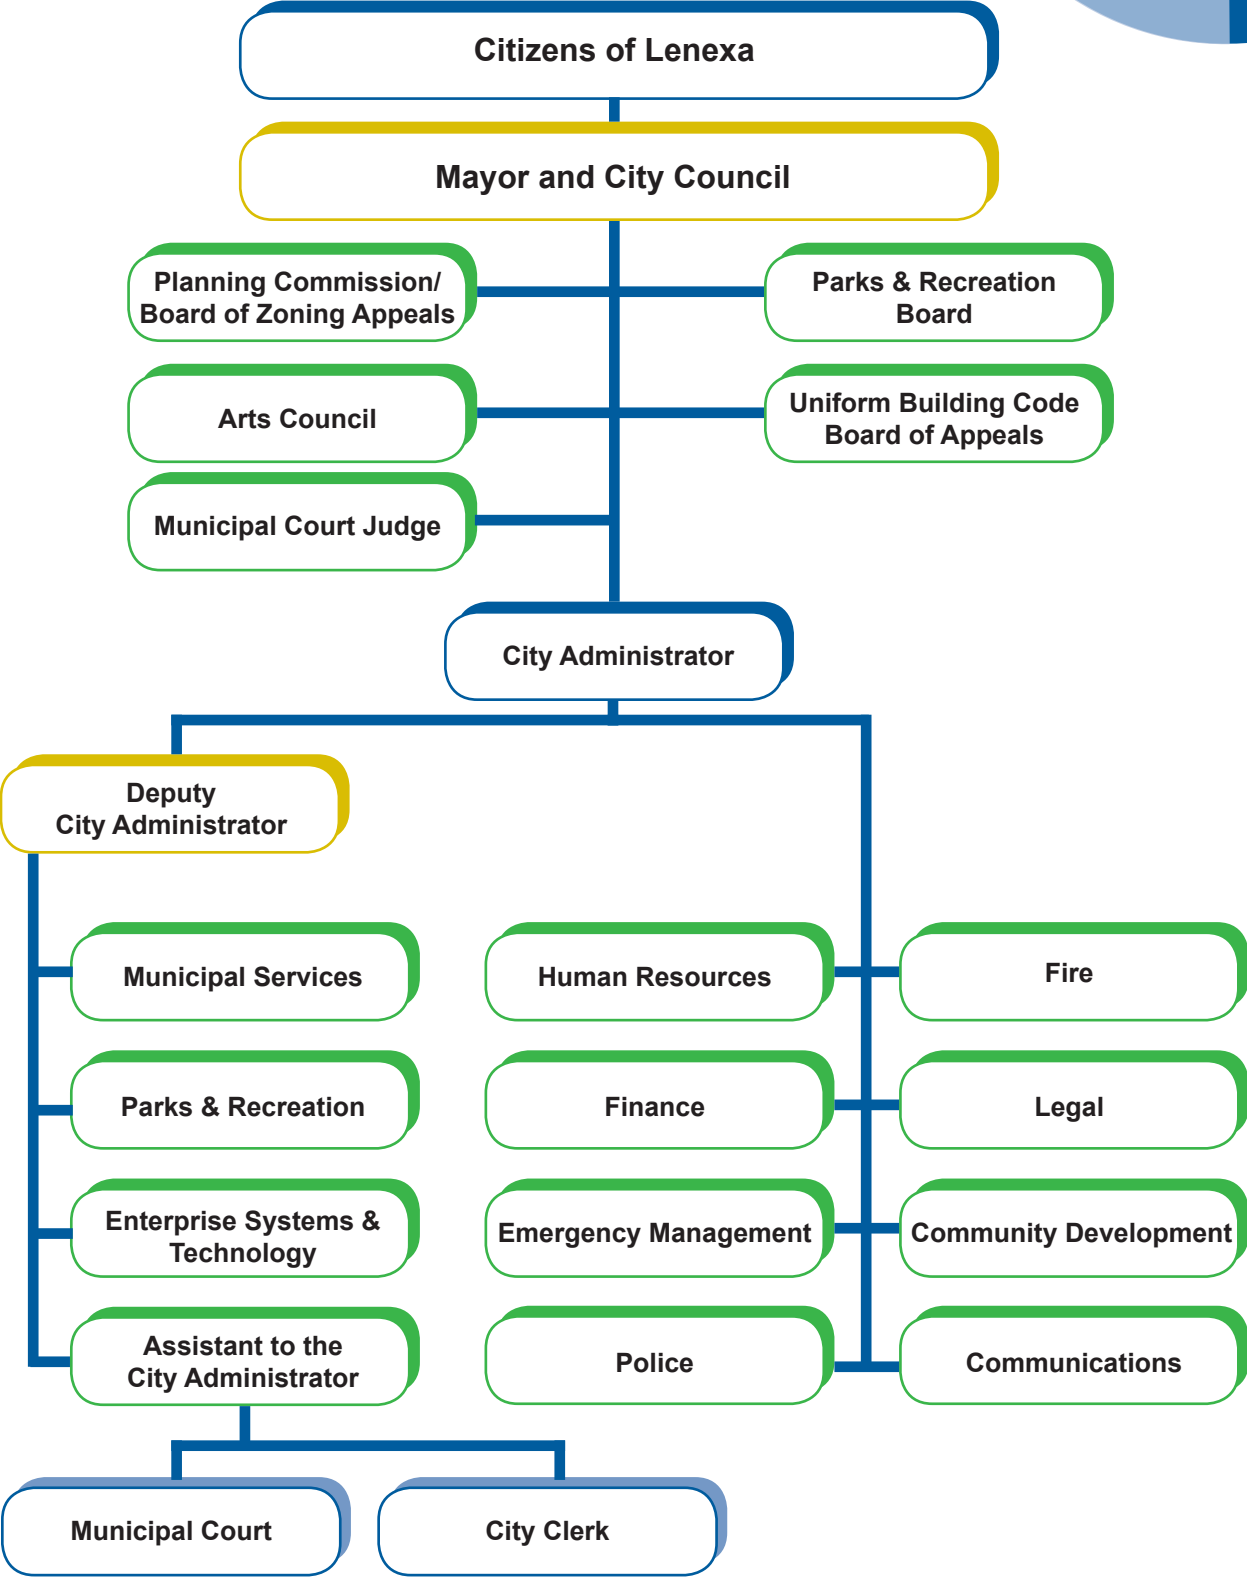 Citizens of Lenexa
Mayor and City Council
Planning Commission/
Board of Zoning Appeals
Parks & Recreation
Board
Arts Council
Uniform Building Code
Board of Appeals
Municipal Court Judge
City Administrator
Deputy
City Administrator
Municipal Services
Human Resources
Fire
Parks & Recreation
Finance
Legal
Enterprise Systems &
Technology
Emergency Management
Community Development
Assistant to the
City Administrator
Police
Communications
Municipal Court
City Clerk